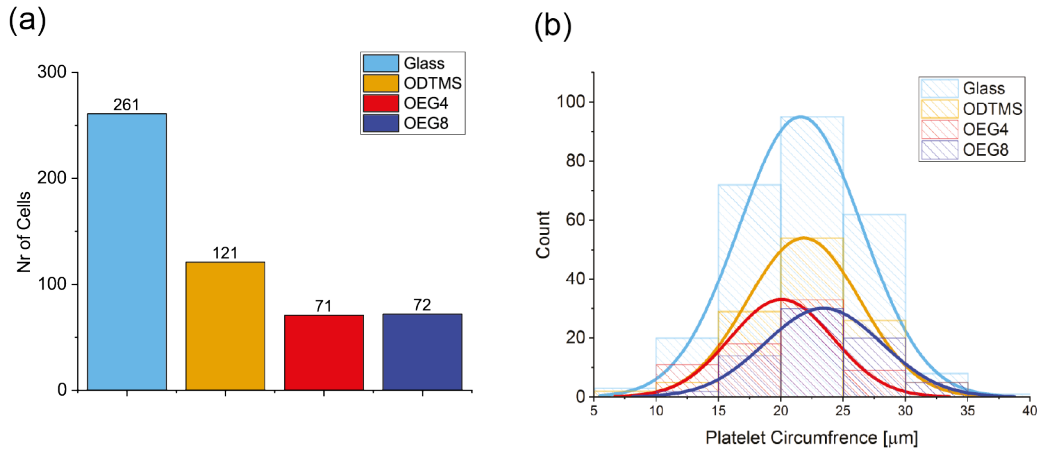 (a)
Glass
ODTMS
OEG4
OEG8
300
200
100
0
Nr of Cells
261
121
71
72
(b)
Glass
ODTMS
OEG4
OEG8
100
80
60
40
20
0
Count
5 10 15 20 25 30 35 40
Platelet Circumfrence [μm]